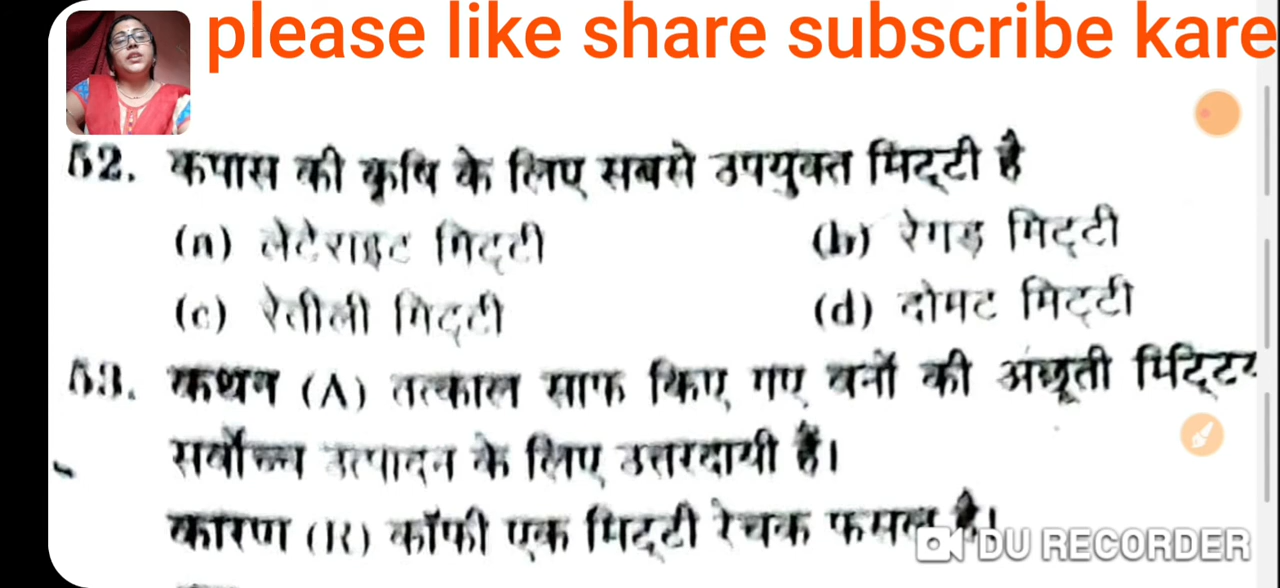 please like share subscribe kare
52. कपास की कृषि के लिए सबसे उपयुक्त मिट्टी है
(a) लेटेराइट मिट्टी (b) रेगड़ मिट्टी
(c) रेतीली मिट्टी (d) दोमट मिट्टी
53. कथन (A) तत्काल साफ किए गए वनों की अछूती
सर्वोच्च उत्पादन के लिए उत्तरदायी हैं।
कारण (R) कॉफी एक मिट्टी रेचक फसल है।
DU RECORDER